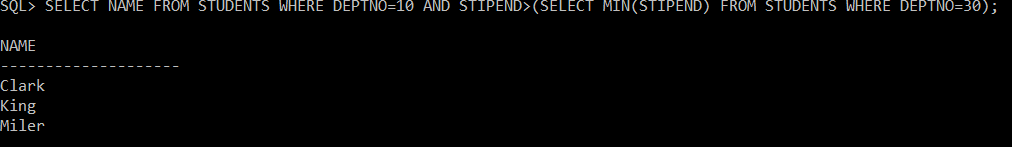 SQL> SELECT NAME FROM STUDENTS WHERE DEPTNO=10 AND STIPEND>(SELECT MIN(STIPEND) FROM STUDENTS WHERE DEPTNO=30);
NAME
--------------------
Clark
King
Miler